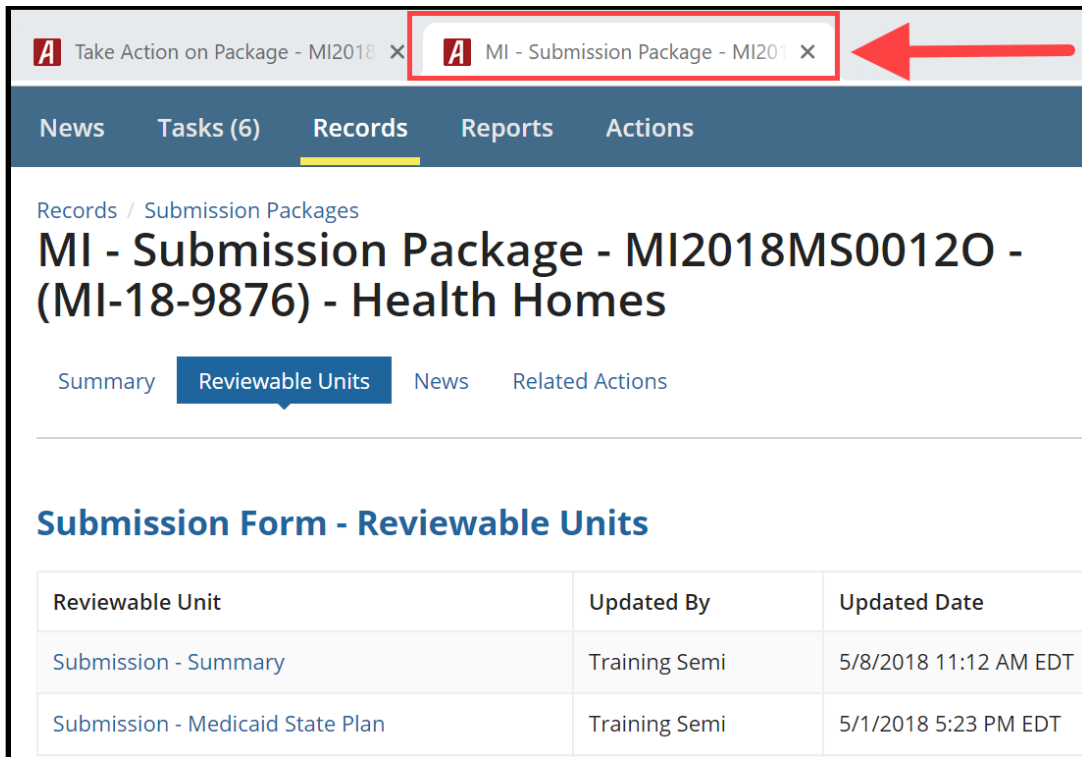 Take Action on Package - MI2018
MI - Submission Package - MI201
News Tasks (6) Records Reports Actions
Records / Submission Packages
MI - Submission Package - MI2018MS0012O -
(MI-18-9876) - Health Homes
Summary Reviewable Units News Related Actions
Submission Form - Reviewable Units
Reviewable Unit Updated By Updated Date
Submission - Summary Training Semi 5/8/2018 11:12 AM EDT
Submission - Medicaid State Plan Training Semi 5/1/2018 5:23 PM EDT